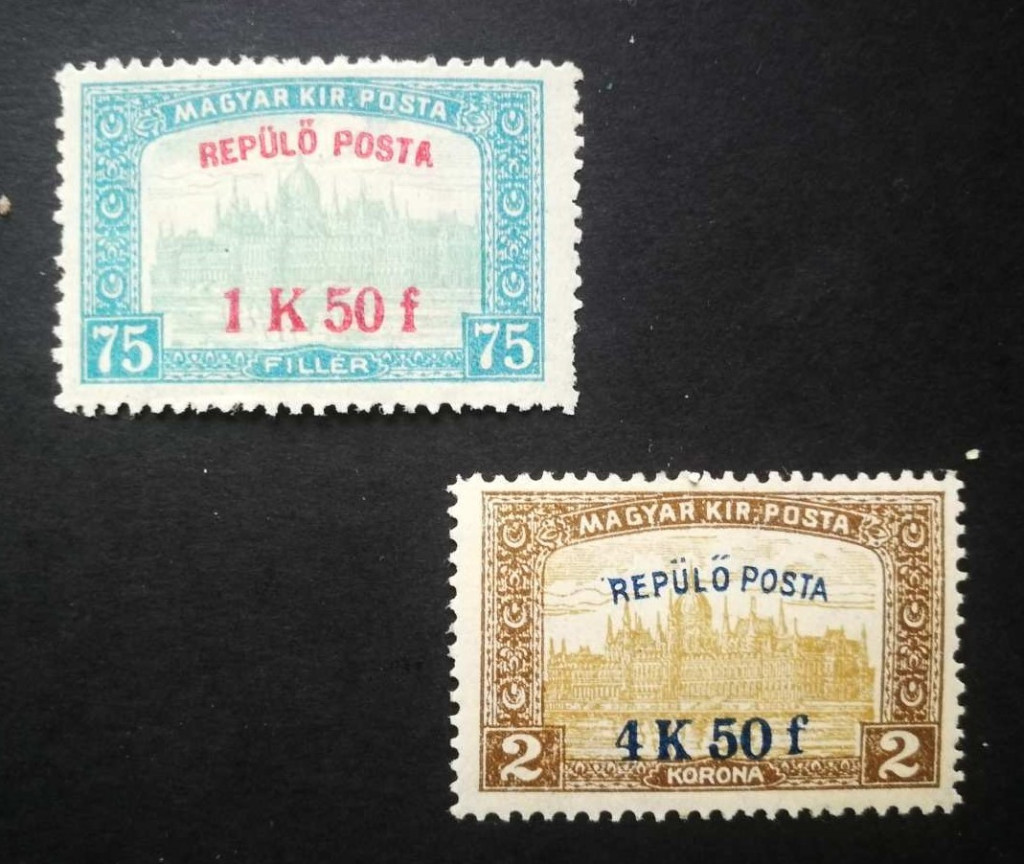 MAGYAR KIR. POSTA
REPÜLŐ POSTA
1 K 50 f
75 75
FILLÉR
MAGYAR KIR. POSTA
REPÜLŐ POSTA
4 K 50 f
2 2
KORONA